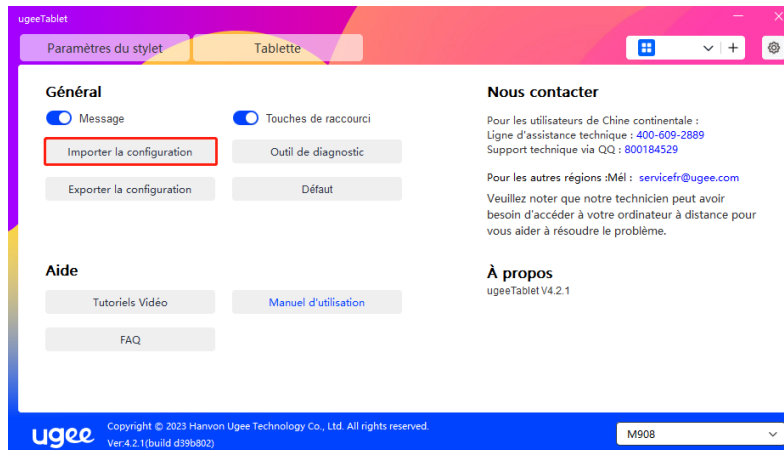 ugeeTablet
Paramètres du stylet
Tablette
Général
Message
Touches de raccourci
Importer la configuration
Outil de diagnostic
Exporter la configuration
Défaut
Aide
Tutoriels Vidéo
Manuel d'utilisation
FAQ
Nous contacter
Pour les utilisateurs de Chine continentale :
Ligne d'assistance technique : 400-609-2889
Support technique via QQ : 800184529
Pour les autres régions :Mél : servicefr@ugee.com
Veuillez noter que notre technicien peut avoir
besoin d'accéder à votre ordinateur à distance pour
vous aider à résoudre le problème.
À propos
ugeeTablet V4.2.1
ugee
Copyright © 2023 Hanvon Ugee Technology Co., Ltd. All rights reserved.
Ver:4.2.1(build d39b802)
M908